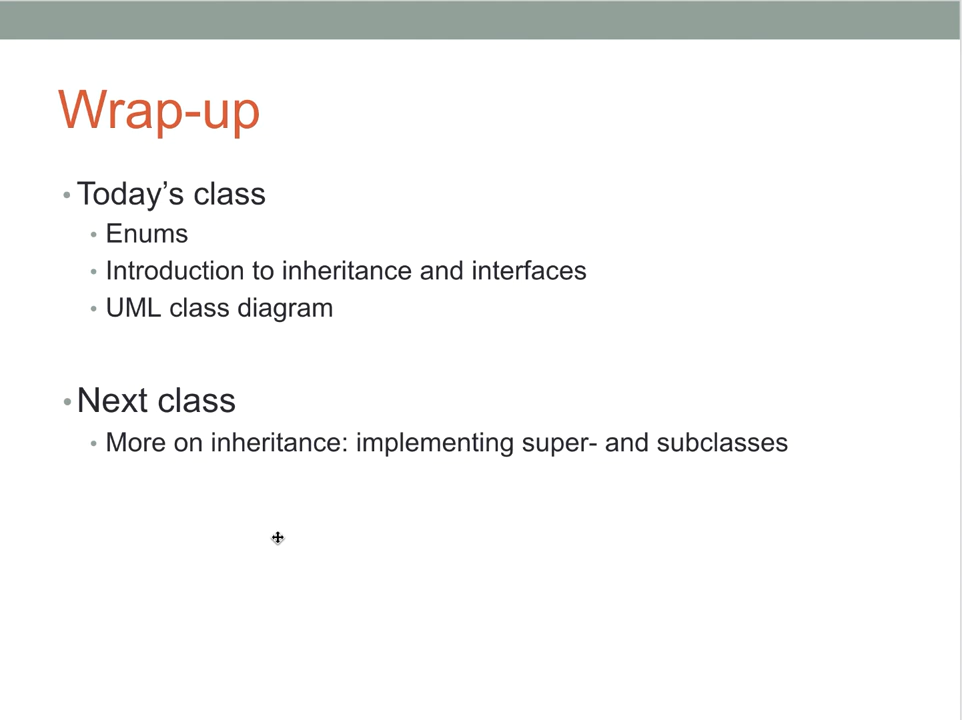 Wrap-up
• Today’s class
• Enums
• Introduction to inheritance and interfaces
• UML class diagram
• Next class
• More on inheritance: implementing super- and subclasses